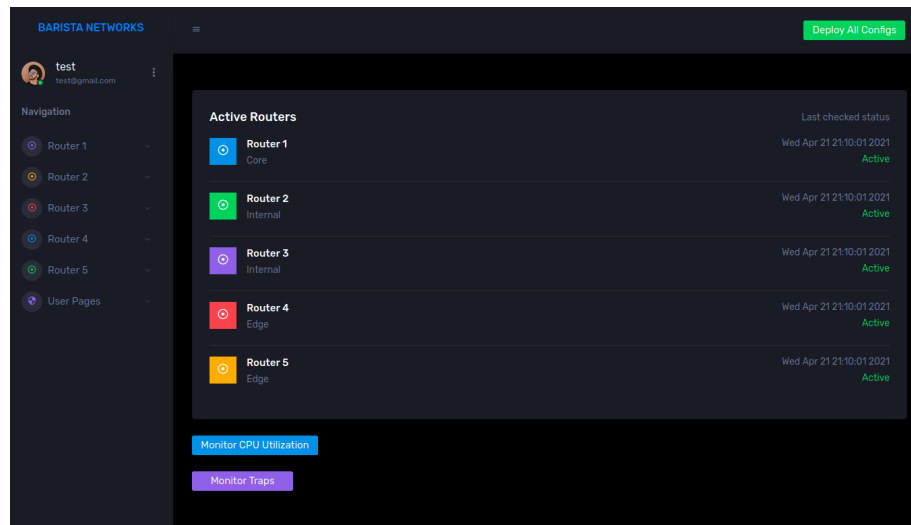 BARISTA NETWORKS
Deploy All Configs
test
test@gmail.com
Navigation
Router 1
Router 2
Router 3
Router 4
Router 5
User Pages
Active Routers
Last checked status
Router 1
Wed Apr 21 21:10:01 2021
Core
Active
Router 2
Wed Apr 21 21:10:01 2021
Internal
Active
Router 3
Wed Apr 21 21:10:01 2021
Internal
Active
Router 4
Wed Apr 21 21:10:01 2021
Edge
Active
Router 5
Wed Apr 21 21:10:01 2021
Edge
Active
Monitor CPU Utilization
Monitor Traps